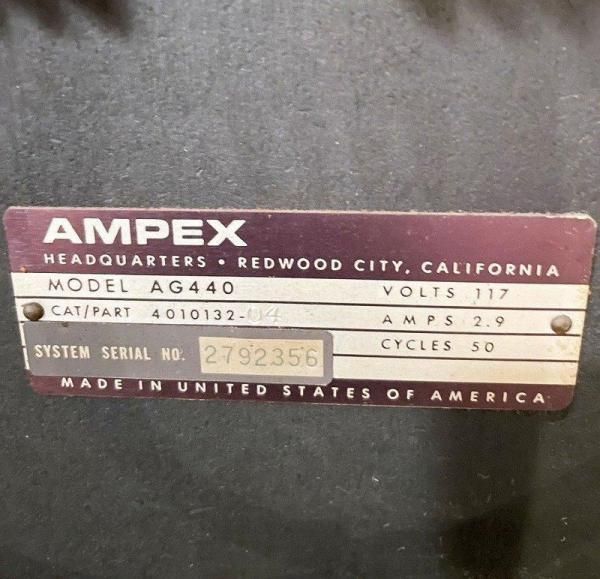 AMPEX
HEADQUARTERS • REDWOOD CITY, CALIFORNIA
MODEL AG440 VOLTS 117
CAT/PART 4010132-04 AMPS 2.9
CYCLES 50
SYSTEM SERIAL NO. 2792356
MADE IN UNITED STATES OF AMERICA